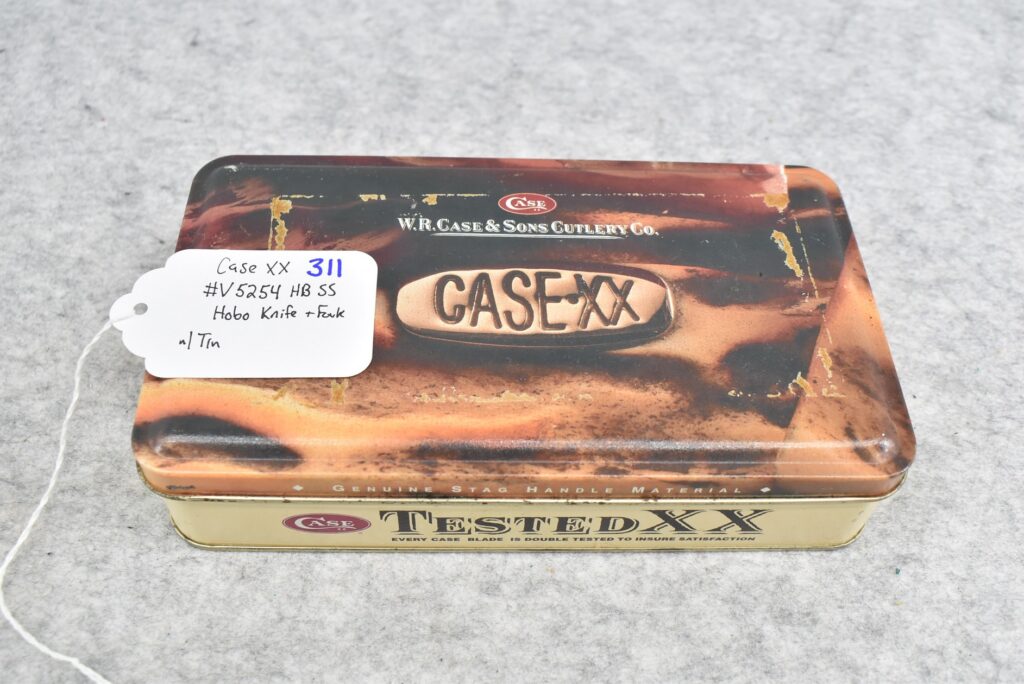 CASE
W.R. CASE & SONS CUTLERY CO.
CASE·XX
Case XX 311
#V5254 HB SS
Hobo Knife + Fork
w/ Tin
GENUINE STAG HANDLE MATERIAL
CASE TESTED XX
EVERY CASE BLADE IS DOUBLE TESTED TO INSURE SATISFACTION